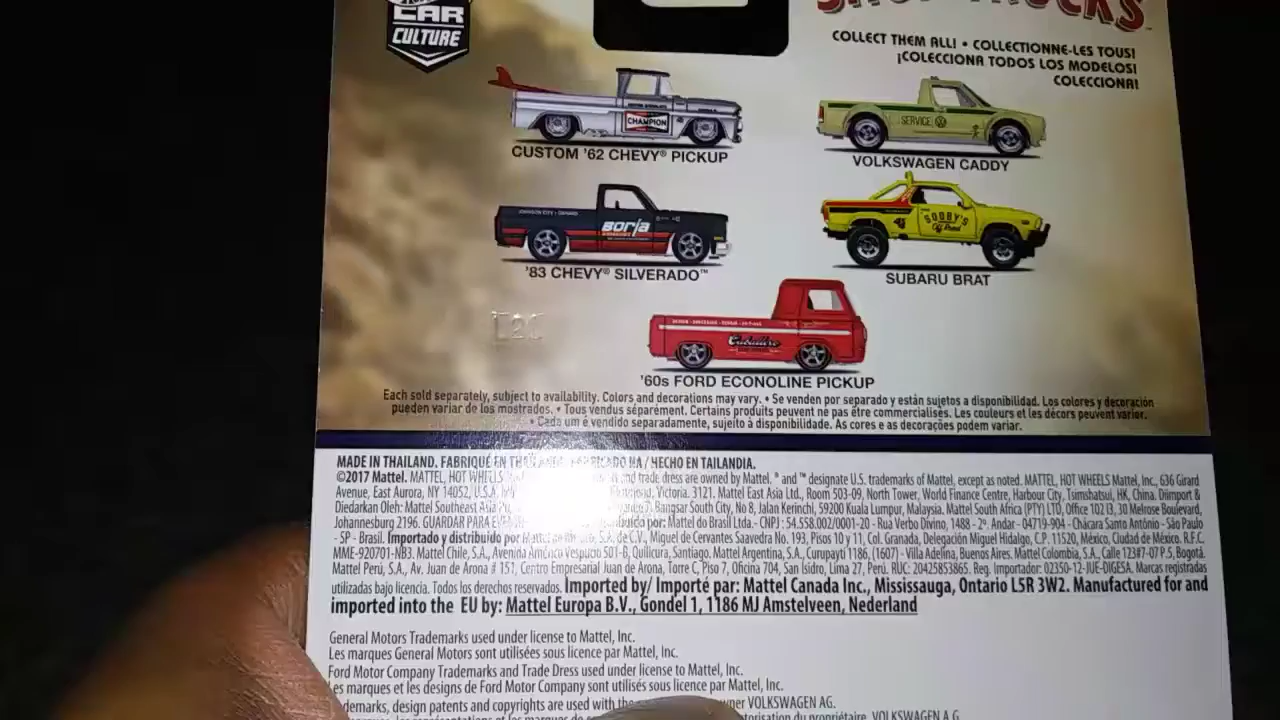 CAR
CULTURE
COLLECT THEM ALL! • COLLECTIONNE-LES TOUS!
¡COLECCIONA TODOS LOS MODELOS!
COLECCIONA!
CHAMPION
SERVICE
CUSTOM '62 CHEVY® PICKUP
VOLKSWAGEN CADDY
borla
'83 CHEVY® SILVERADO™
SUBARU BRAT
'60s FORD ECONOLINE PICKUP
Each sold separately, subject to availability. Colors and decorations may vary. • Se venden por separado y están sujetos a disponibilidad. Los colores y decoración
pueden variar de los mostrados. • Tous vendus séparément. Certains produits peuvent ne pas être commercialisés. Les couleurs et les décors peuvent varier.
• Cada um é vendido separadamente, sujeito à disponibilidade. As cores e as decorações podem variar.
MADE IN THAILAND. FABRIQUÉ EN / HECHO EN TAILANDIA.
©2017 Mattel. MATTEL, HOT WHEELS and trade dress are owned by Mattel. ® and ™ designate U.S. trademarks of Mattel, except as noted. MATTEL, HOT WHEELS Mattel, Inc., 636 Girard
Avenue, East Aurora, NY 14052, U.S.A. Victoria. 3121. Mattel East Asia Ltd., Room 503-09, North Tower, World Finance Centre, Harbour City, Tsimshatsui, HK, China. Diimport &
Diedarkan Oleh: Mattel Southeast Asia Bangsar South City, No 8, Jalan Kerinchi, 59200 Kuala Lumpur, Malaysia. Mattel South Africa (PTY) LTD, Office 102 I3, 30 Melrose Boulevard,
Johannesburg 2196. GUARDAR PARA por: Mattel do Brasil Ltda.- CNPJ : 54.558.002/0001-20 - Rua Verbo Divino, 1488 - 2º. Andar - 04719-904 - Chácara Santo Antônio - São Paulo
- SP - Brasil. Importado y distribuido por S.A. de C.V., Miguel de Cervantes Saavedra No. 193, Pisos 10 y 11, Col. Granada, Delegación Miguel Hidalgo, C.P. 11520, México, Ciudad de México. R.F.C.
MME-920701-NB3. Mattel Chile, S.A., Avenida Américo Vespucio 501-B, Quilicura, Santiago. Mattel Argentina, S.A., Curupaytí 1186, (1607) - Villa Adelina, Buenos Aires. Mattel Colombia, S.A., Calle 123#7-07 P.5, Bogotá.
Mattel Perú, S.A., Av. Juan de Arona # 151, Centro Empresarial Juan de Arona, Torre C, Piso 7, Oficina 704, San Isidro, Lima 27, Perú. RUC: 20425853865. Reg. Importador: 02350-12-JUE-DIGESA. Marcas registradas
utilizadas bajo licencia. Todos los derechos reservados. Imported by/ Importé par: Mattel Canada Inc., Mississauga, Ontario L5R 3W2. Manufactured for and
imported into the EU by: Mattel Europa B.V., Gondel 1, 1186 MJ Amstelveen, Nederland
General Motors Trademarks used under license to Mattel, Inc.
Les marques General Motors sont utilisées sous licence par Mattel, Inc.
Ford Motor Company Trademarks and Trade Dress used under license to Mattel, Inc.
Les marques et les designs de Ford Motor Company sont utilisés sous licence par Mattel, Inc.
design patents and copyrights are used with the VOLKSWAGEN AG.
du propriétaire, VOLKSWAGEN A.G.